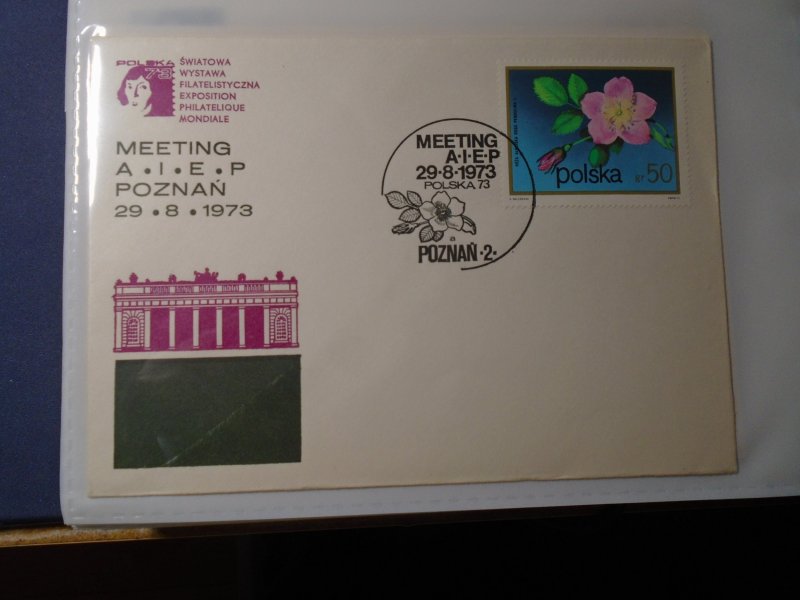 POLSKA 73
ŚWIATOWA
WYSTAWA
FILATELISTYCZNA
EXPOSITION
PHILATELIQUE
MONDIALE
MEETING
A•I•E•P
POZNAŃ
29•8•1973
MEETING
A•I•E•P
29•8•1973
POLSKA 73
a
POZNAŃ•2•
polska GR 50